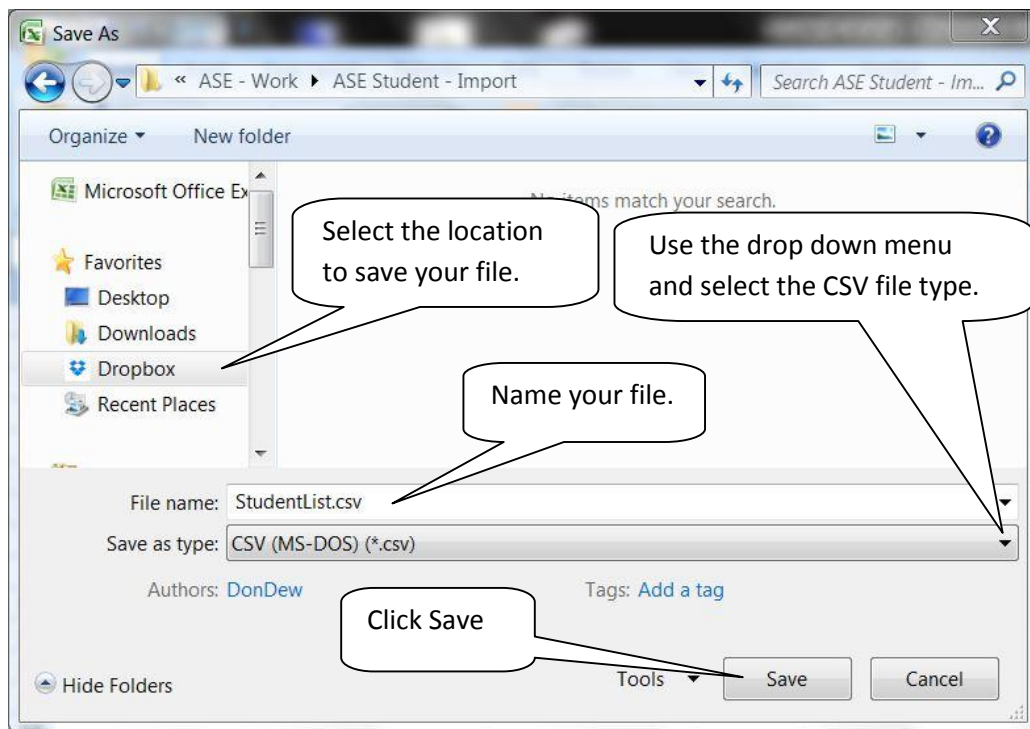 Save As
X
« ASE - Work ▸ ASE Student - Import
Search ASE Student - Im...
Organize
New folder
Microsoft Office Ex
No items match your search.
Select the location
to save your file.
Use the drop down menu
and select the CSV file type.
Favorites
Desktop
Downloads
Dropbox
Recent Places
Name your file.
File name: StudentList.csv
Save as type: CSV (MS-DOS) (*.csv)
Authors: DonDew
Tags: Add a tag
Click Save
Hide Folders
Tools
Save
Cancel